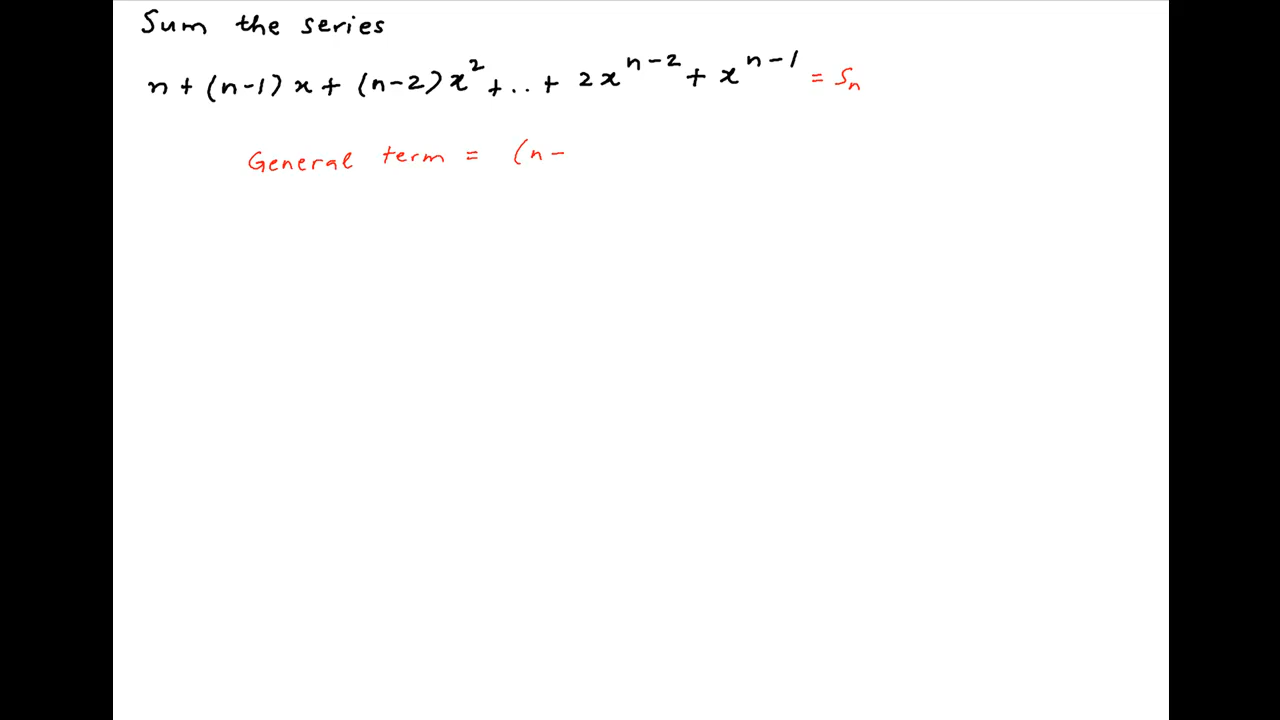 Sum the series
n + (n-1) x + (n-2) x² + .. + 2x^{n-2} + x^{n-1} = Sₙ
General term = (n-